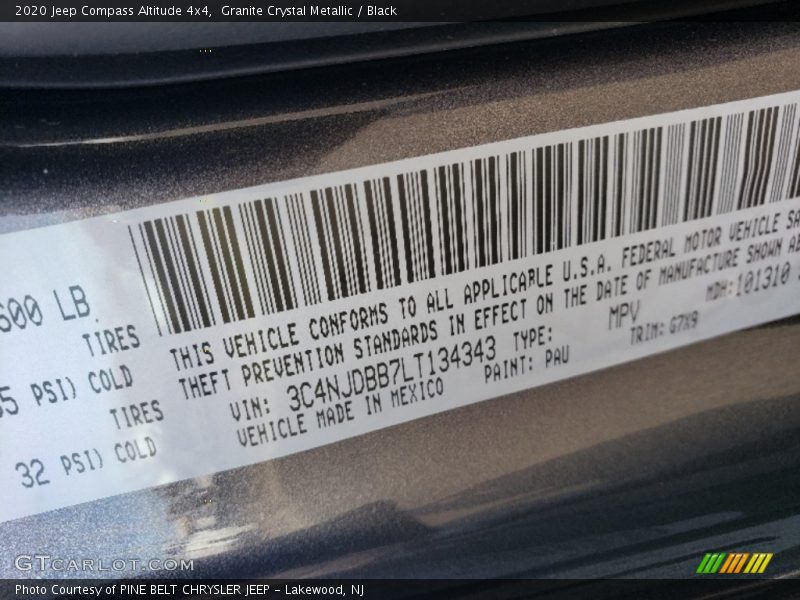 2020 Jeep Compass Altitude 4x4, Granite Crystal Metallic / Black
600 LB
TIRES
PSI) COLD
TIRES
32 PSI) COLD
THIS VEHICLE CONFORMS TO ALL APPLICABLE U.S.A. FEDERAL MOTOR VEHICLE
THEFT PREVENTION STANDARDS IN EFFECT ON THE DATE OF MANUFACTURE SHOWN
VIN: 3C4NJDBB7LT134343 TYPE: MPV MDH:101310
VEHICLE MADE IN MEXICO PAINT: PAU TRIM: G7X9
GTCARLOT.COM
Photo Courtesy of PINE BELT CHRYSLER JEEP - Lakewood, NJ